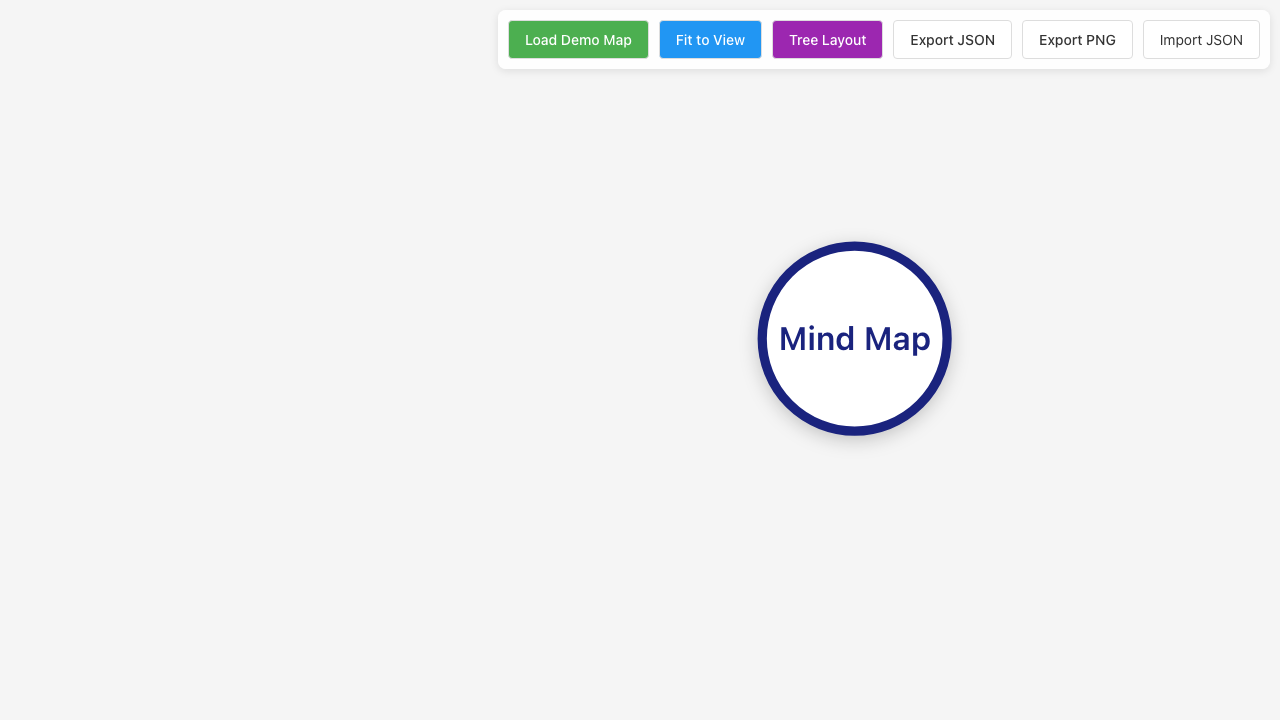 Load Demo Map
Fit to View
Tree Layout
Export JSON
Export PNG
Import JSON
Mind Map